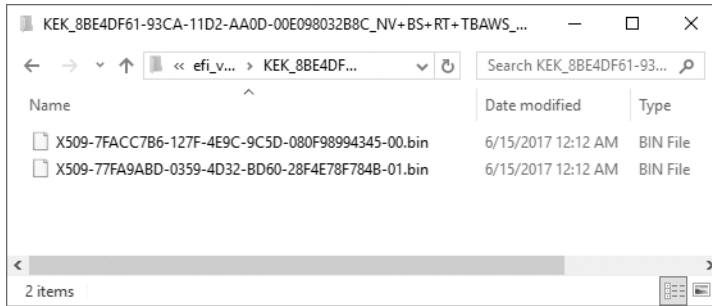 KEK_8BE4DF61-93CA-11D2-AA0D-00E098032B8C_NV+BS+RT+TBAWS_...
« efi_v... > KEK_8BE4DF...
Search KEK_8BE4DF61-93...
Name Date modified Type
X509-7FACC7B6-127F-4E9C-9C5D-080F98994345-00.bin 6/15/2017 12:12 AM BIN File
X509-77FA9ABD-0359-4D32-BD60-28F4E78F784B-01.bin 6/15/2017 12:12 AM BIN File
2 items